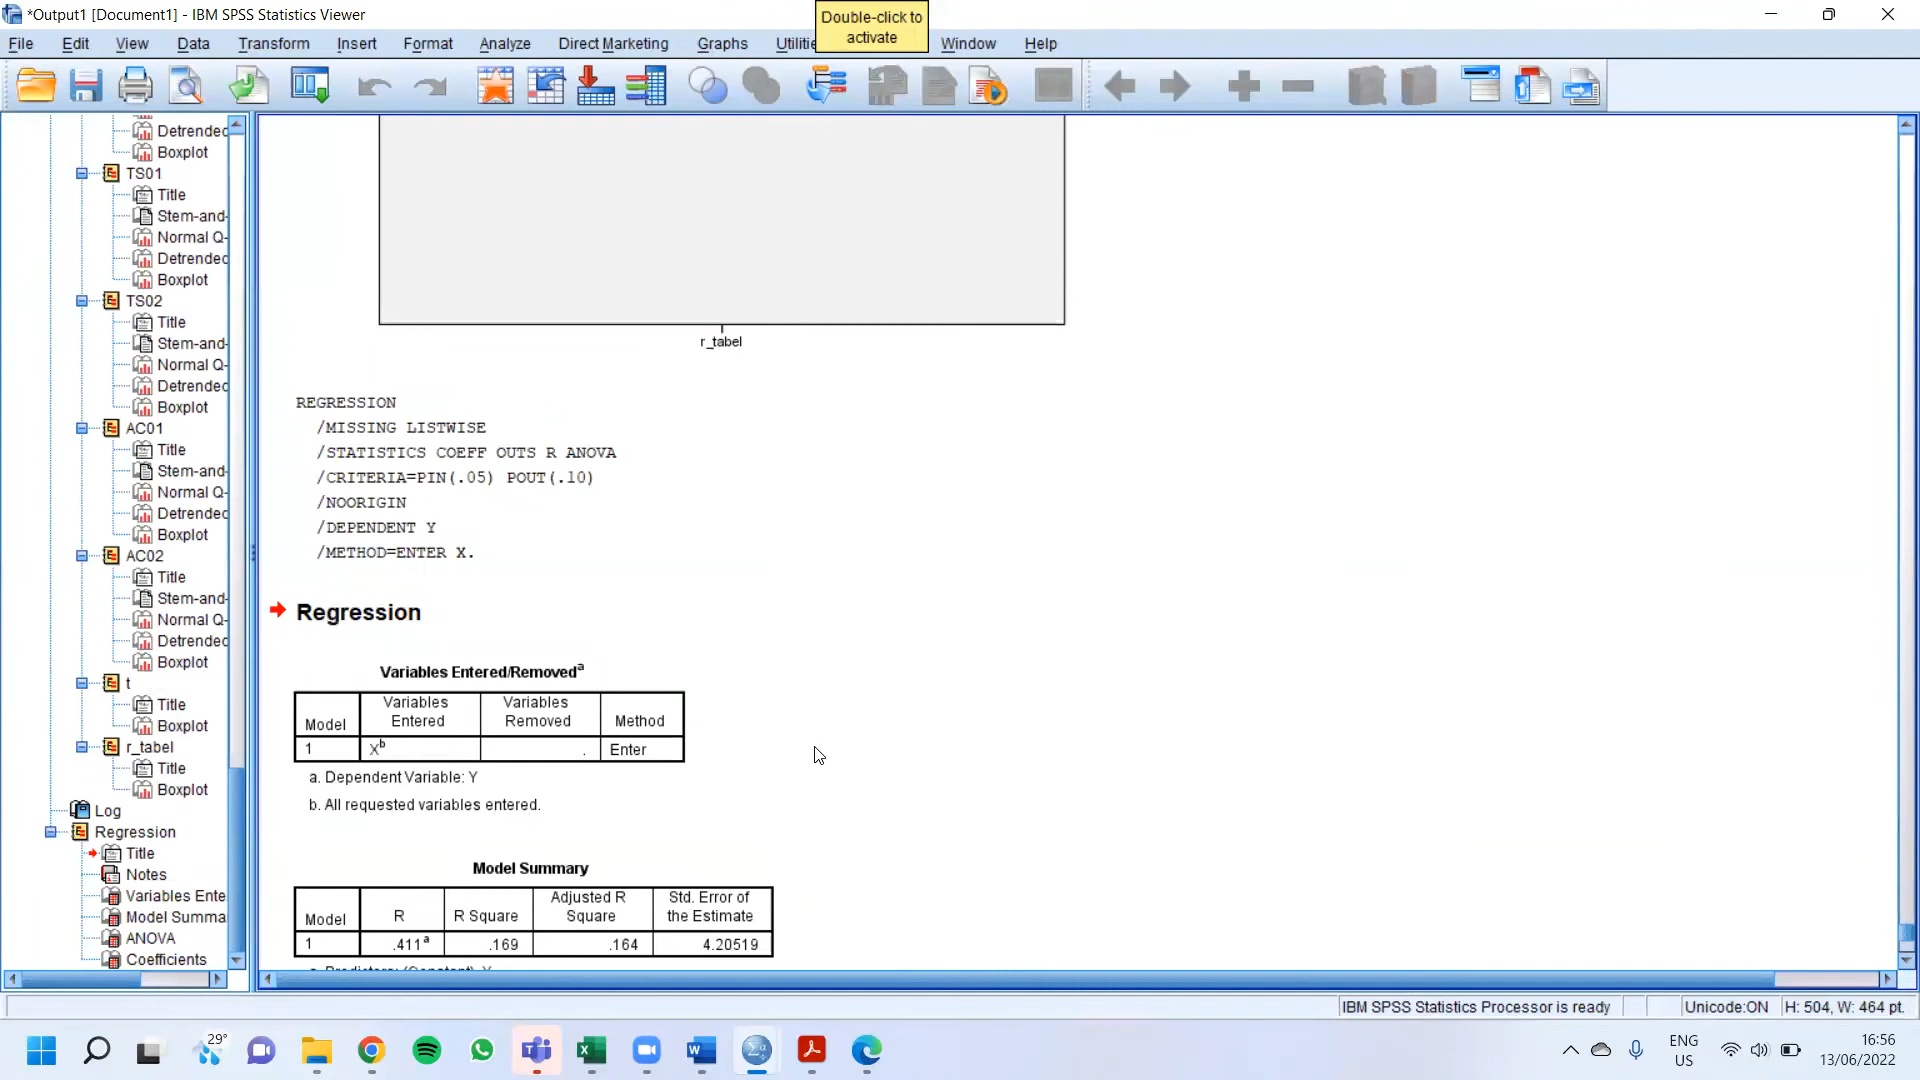 *Output1 [Document1] - IBM SPSS Statistics Viewer
Double-click to
activate
File Edit View Data Transform Insert Format Analyze Direct Marketing Graphs Window Help
Boxplot
TS01
Title
Stem-and-
Normal Q-
Boxplot
TS02
Title
Stem-and-
Normal Q-
Boxplot
AC01
Title
Stem-and-
Normal Q-
Boxplot
AC02
Title
Stem-and-
Normal Q-
Boxplot
t
Title
Boxplot
r_tabel
Title
Boxplot
Log
Regression
Title
Notes
Variables Ente
Model Summa
ANOVA
Coefficients
r_tabel
REGRESSION
/MISSING LISTWISE
/STATISTICS COEFF OUTS R ANOVA
/CRITERIA=PIN(.05) POUT(.10)
/NOORIGIN
/DEPENDENT Y
/METHOD=ENTER X.
Regression
Variables Entered/Removedᵃ
Model Variables Entered Variables Removed Method
1 Xᵇ . Enter
a. Dependent Variable: Y
b. All requested variables entered.
Model Summary
Model R R Square Adjusted R Square Std. Error of the Estimate
1 .411ᵃ .169 .164 4.20519
IBM SPSS Statistics Processor is ready Unicode:ON H: 504, W: 464 pt.
29°
ENG
US
16:56
13/06/2022